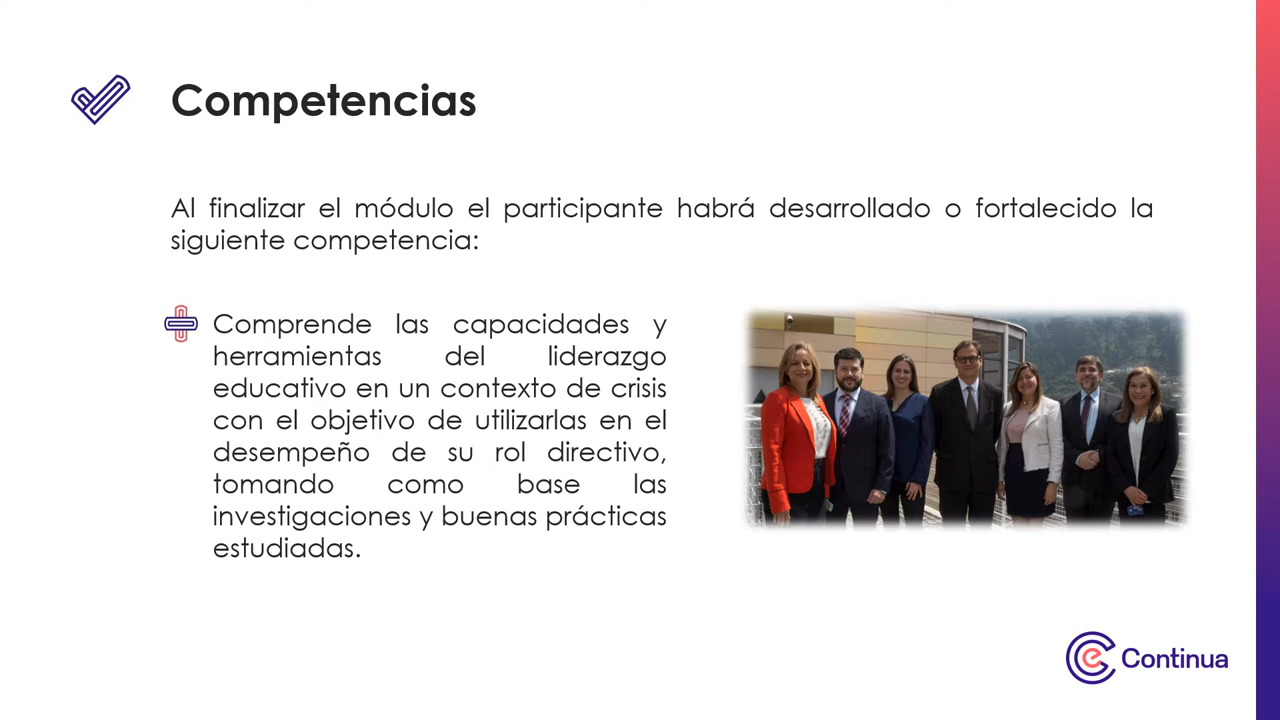 Competencias
Al finalizar el módulo el participante habrá desarrollado o fortalecido la
siguiente competencia:
Comprende las capacidades y
herramientas del liderazgo
educativo en un contexto de crisis
con el objetivo de utilizarlas en el
desempeño de su rol directivo,
tomando como base las
investigaciones y buenas prácticas
estudiadas.
e Continua